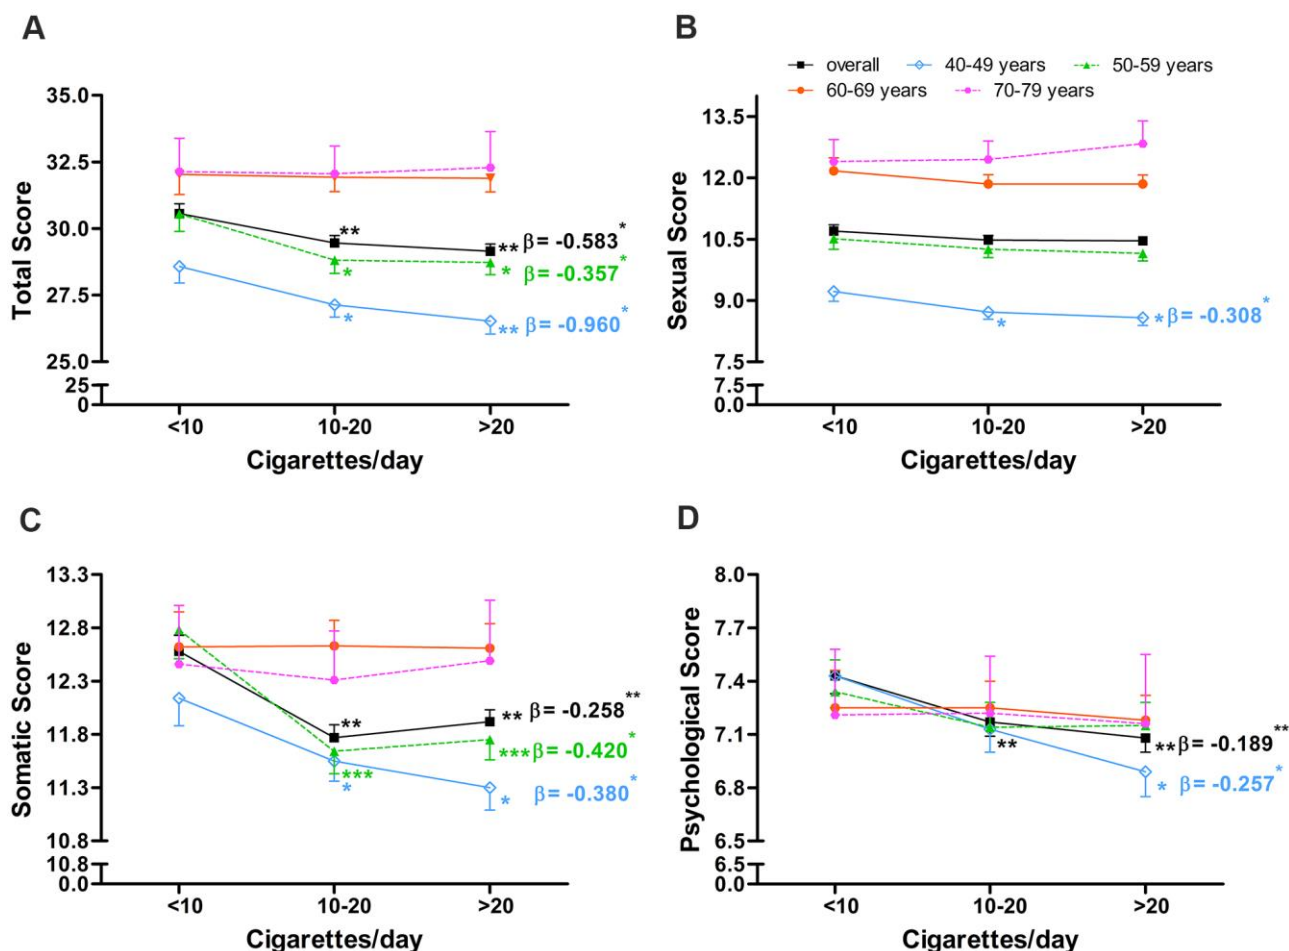 A
Total Score
35.0
32.5
30.0
27.5
25.0
25
0
**
** β= -0.583*
*
* β= -0.357*
*
** β= -0.960*
<10 10-20 >20
Cigarettes/day
B
overall 40-49 years 50-59 years
60-69 years 70-79 years
Sexual Score
13.5
12.0
10.5
9.0
7.5
7.5
0.0
*
* β= -0.308*
<10 10-20 >20
Cigarettes/day
C
Somatic Score
13.3
12.8
12.3
11.8
11.3
10.8
10.8
0.0
**
** β= -0.258**
***
*** β= -0.420*
*
* β= -0.380*
<10 10-20 >20
Cigarettes/day
D
Psychological Score
8.0
7.7
7.4
7.1
6.8
6.5
6.5
0.0
**
** β= -0.189**
* β= -0.257*
<10 10-20 >20
Cigarettes/day